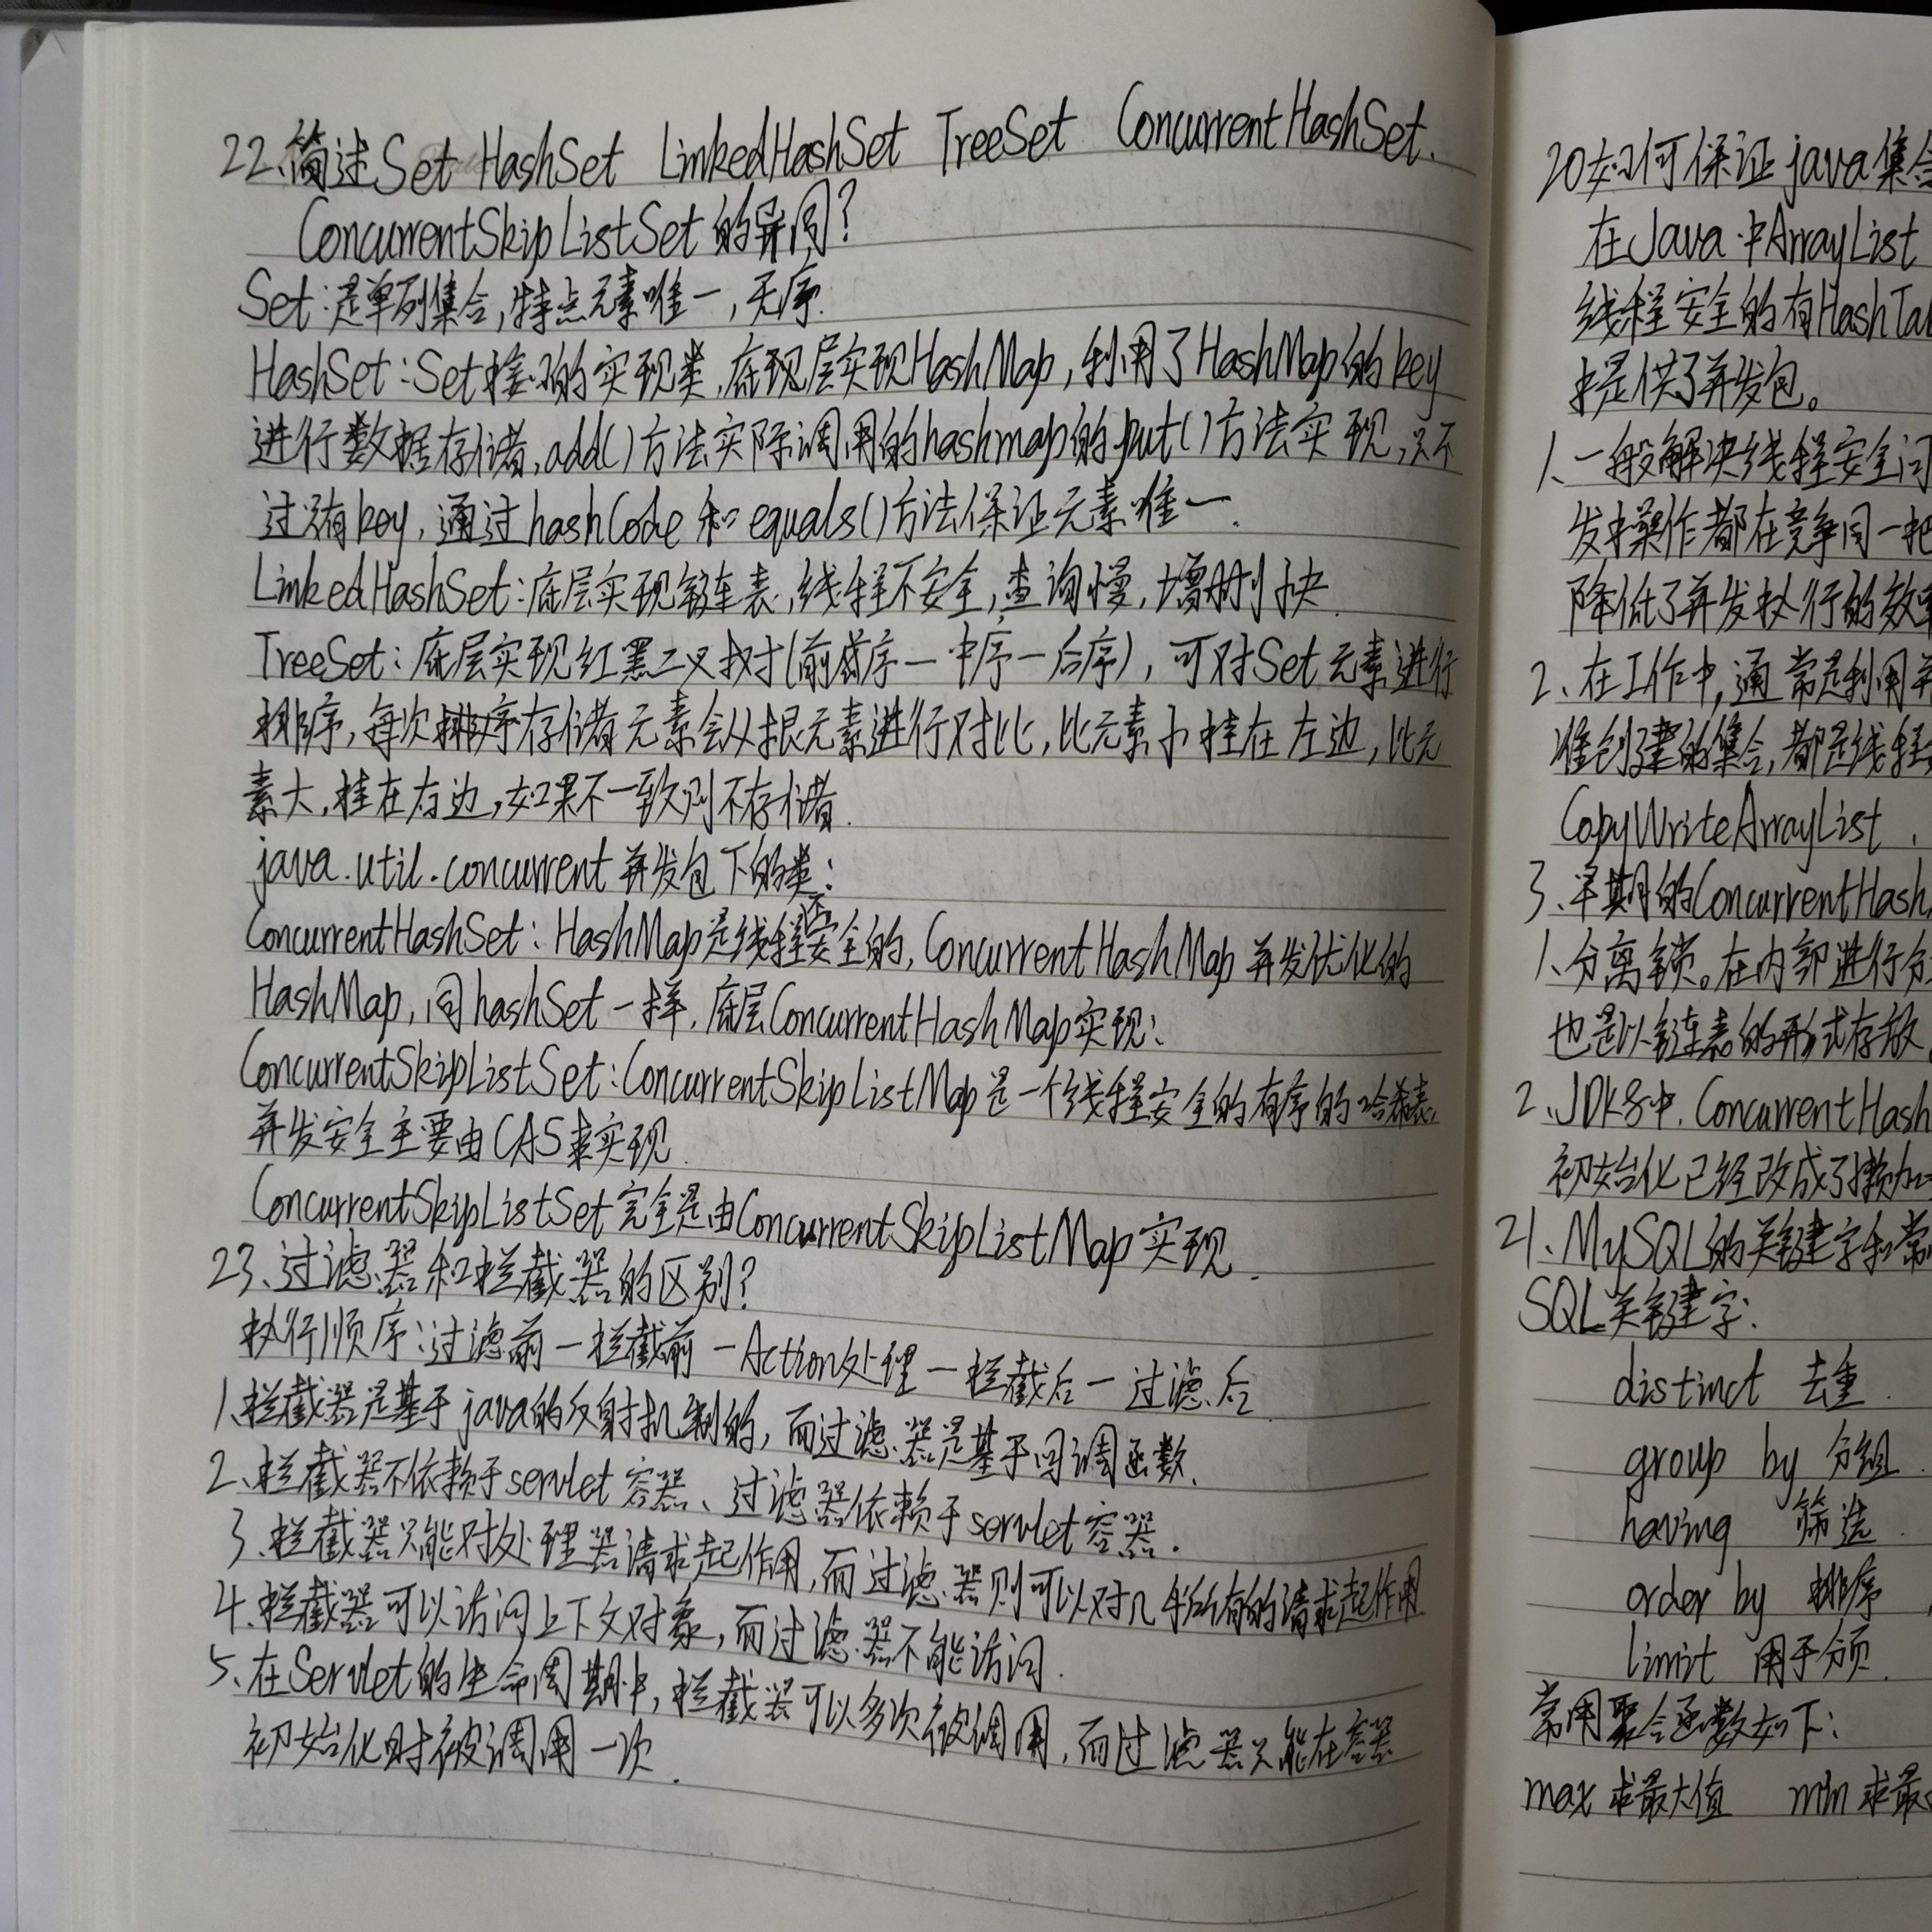 22、简述Set HashSet LinkedHashSet TreeSet ConcurrentHashSet、
ConcurrentSkipListSet的异同?
Set:是单列集合,特点元素唯一,无序.
HashSet:Set接口的实现类,底现层实现HashMap,利用了HashMap的key
进行数据存储,add()方法实际调用的hashmap的put()方法实现,只不
过没有key,通过hashCode和equals()方法保证元素唯一.
LinkedHashSet:底层实现链表,线程不安全,查询慢,增删快.
TreeSet:底层实现红黑二叉树(前序一中序一后序),可对Set元素进行
排序,每次排序存储元素会从根元素进行对比,比元素小挂在左边,比元
素大,挂在右边,如果不一致则不存储.
java.util.concurrent并发包下的类:
ConcurrentHashSet:HashMap是线程不安全的,ConcurrentHashMap并发优化的
HashMap,同hashSet一样,底层ConcurrentHashMap实现:
ConcurrentSkipListSet:ConcurrentSkipListMap是一个线程安全的有序的哈希表,
并发安全主要由CAS来实现.
ConcurrentSkipListSet完全是由ConcurrentSkipListMap实现.
23、过滤器和拦截器的区别?
执行顺序:过滤前一拦截前一Action处理一拦截后一过滤后.
1、拦截器是基于java的反射机制的,而过滤器是基于回调函数.
2、拦截器不依赖于servlet容器、过滤器依赖于servlet容器.
3、拦截器只能对处理器请求起作用,而过滤器则可以对几乎所有的请求起作用.
4、拦截器可以访问上下文对象,而过滤器不能访问.
5、在Servlet的生命周期中,拦截器可以多次被调用,而过滤器只能在容器
初始化时被调用一次.
20如何保证java集合
在Java中ArrayList
线程安全的有HashTa
中提供了并发包。
1、一般解决线程安全问
发中操作都在竞争同一把
降低了并发执行的效率
2、在工作中,通常是利用并
准创建的集合,都是线程
CopyWriteArrayList,
3、早期的ConcurrentHash
1、分离锁。在内部进行分
也是以链表的形式存放,
2、JDK8中.ConcurrentHash
初始化已经改成了懒加
21、MySQL的关键字和常
SQL关键字:
distinct 去重.
group by 分组.
having 筛选.
order by 排序.
limit 用于分页.
常用聚合函数如下:
max 求最大值 min 求最